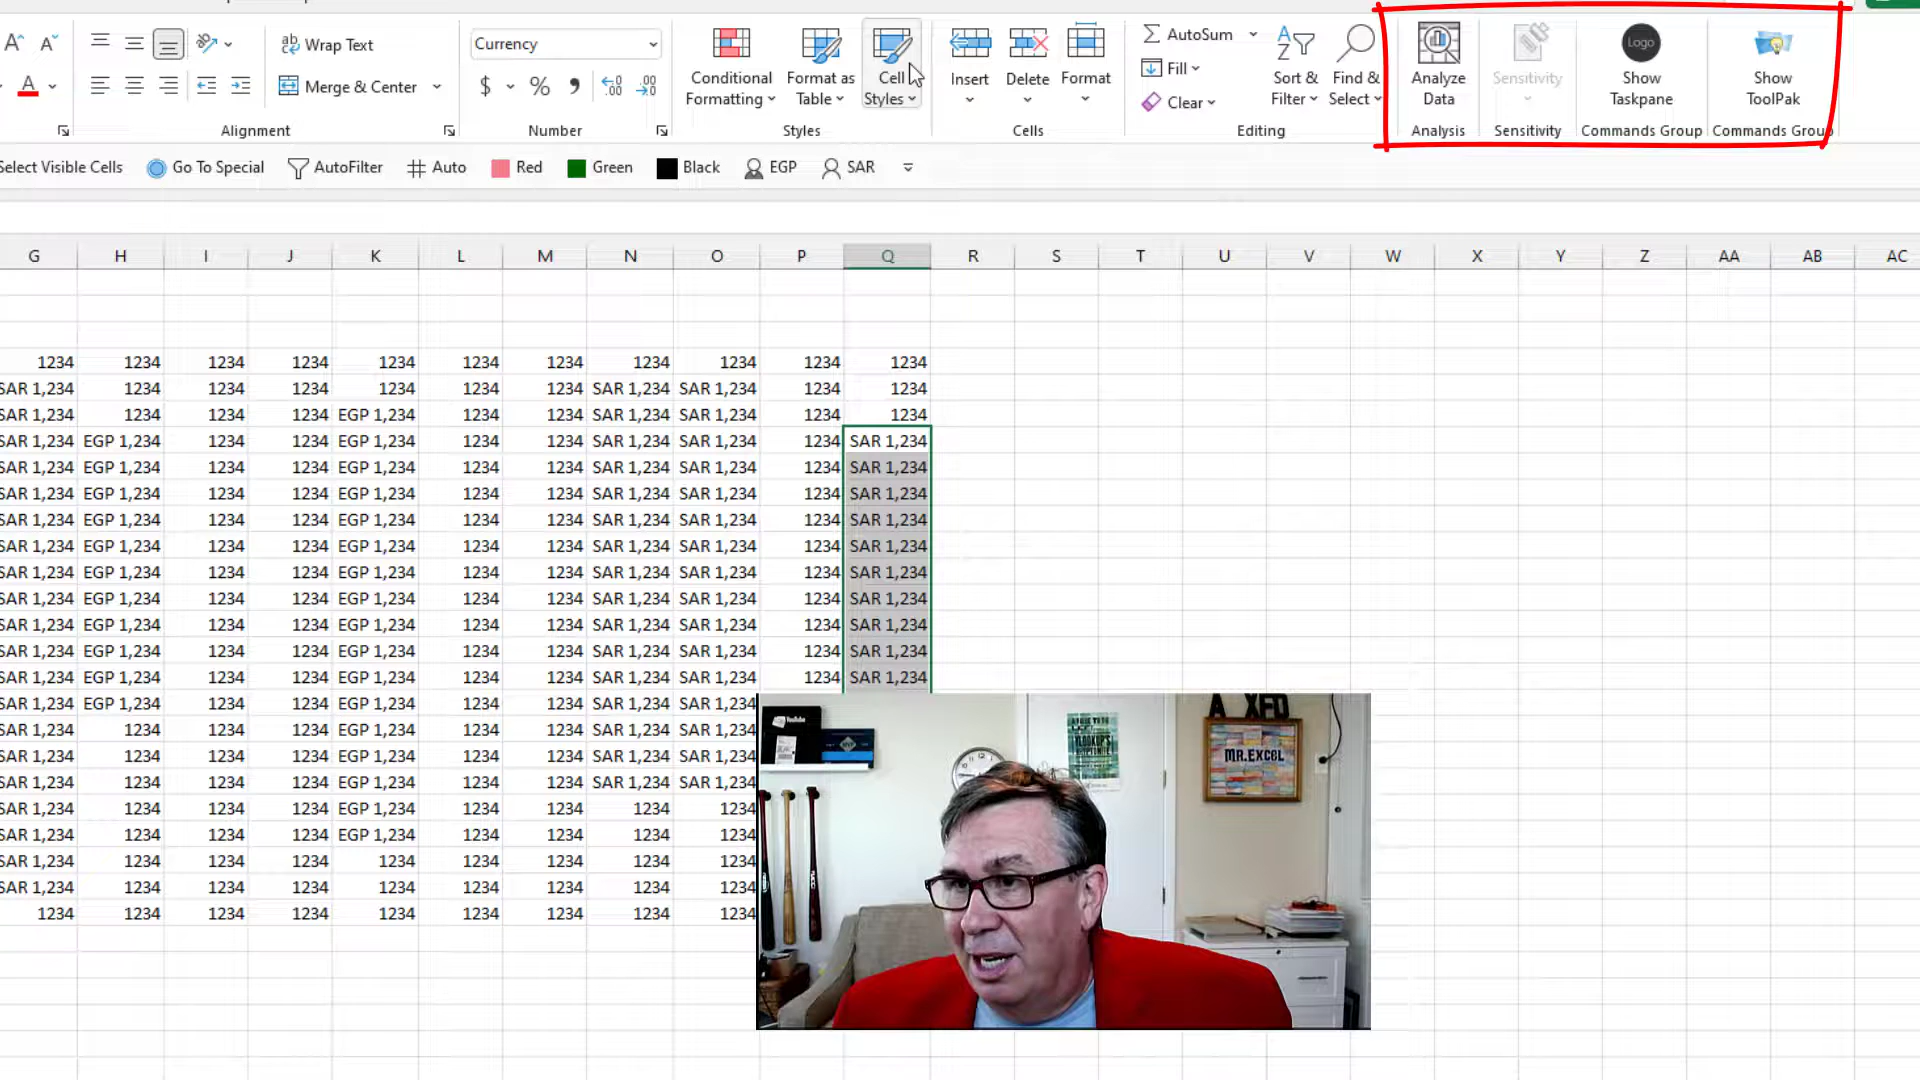 Wrap Text
Merge & Center
Alignment
Currency
$ % ,
Number
Conditional Formatting
Format as Table
Cell Styles
Styles
Insert
Delete
Format
Cells
AutoSum
Fill
Clear
Sort & Filter
Find & Select
Editing
Analyze Data
Analysis
Sensitivity
Sensitivity
Logo
Show Taskpane
Commands Group
Show ToolPak
Commands Group
Select Visible Cells Go To Special AutoFilter Auto Red Green Black EGP SAR
G H I J K L M N O P Q R S T U V W X Y Z AA AB AC
1234 1234 1234 1234 1234 1234 1234 1234 1234 1234 1234
SAR 1,234 1234 1234 1234 1234 1234 1234 SAR 1,234 SAR 1,234 1234 1234
SAR 1,234 1234 1234 1234 EGP 1,234 1234 1234 SAR 1,234 SAR 1,234 1234 1234
SAR 1,234 EGP 1,234 1234 1234 EGP 1,234 1234 1234 SAR 1,234 SAR 1,234 1234 SAR 1,234
SAR 1,234 EGP 1,234 1234 1234 EGP 1,234 1234 1234 SAR 1,234 SAR 1,234 1234 SAR 1,234
SAR 1,234 EGP 1,234 1234 1234 EGP 1,234 1234 1234 SAR 1,234 SAR 1,234 1234 SAR 1,234
SAR 1,234 EGP 1,234 1234 1234 EGP 1,234 1234 1234 SAR 1,234 SAR 1,234 1234 SAR 1,234
SAR 1,234 EGP 1,234 1234 1234 EGP 1,234 1234 1234 SAR 1,234 SAR 1,234 1234 SAR 1,234
SAR 1,234 EGP 1,234 1234 1234 EGP 1,234 1234 1234 SAR 1,234 SAR 1,234 1234 SAR 1,234
SAR 1,234 EGP 1,234 1234 1234 EGP 1,234 1234 1234 SAR 1,234 SAR 1,234 1234 SAR 1,234
SAR 1,234 EGP 1,234 1234 1234 EGP 1,234 1234 1234 SAR 1,234 SAR 1,234 1234 SAR 1,234
SAR 1,234 EGP 1,234 1234 1234 EGP 1,234 1234 1234 SAR 1,234 SAR 1,234 1234 SAR 1,234
SAR 1,234 EGP 1,234 1234 1234 EGP 1,234 1234 1234 SAR 1,234 SAR 1,234 1234 SAR 1,234
SAR 1,234 EGP 1,234 1234 1234 EGP 1,234 1234 1234 SAR 1,234 SAR 1,234
SAR 1,234 1234 1234 1234 EGP 1,234 1234 1234 SAR 1,234 SAR 1,234
SAR 1,234 1234 1234 1234 EGP 1,234 1234 1234 SAR 1,234 SAR 1,234
SAR 1,234 1234 1234 1234 EGP 1,234 1234 1234 SAR 1,234 SAR 1,234
SAR 1,234 1234 1234 1234 EGP 1,234 1234 1234 1234 1234
SAR 1,234 1234 1234 1234 EGP 1,234 1234 1234 1234 1234
SAR 1,234 1234 1234 1234 1234 1234 1234 1234 1234
SAR 1,234 1234 1234 1234 1234 1234 1234 1234 1234
1234 1234 1234 1234 1234 1234 1234 1234 1234
YouTube
MVP
VLOOKUP
MR.EXCEL